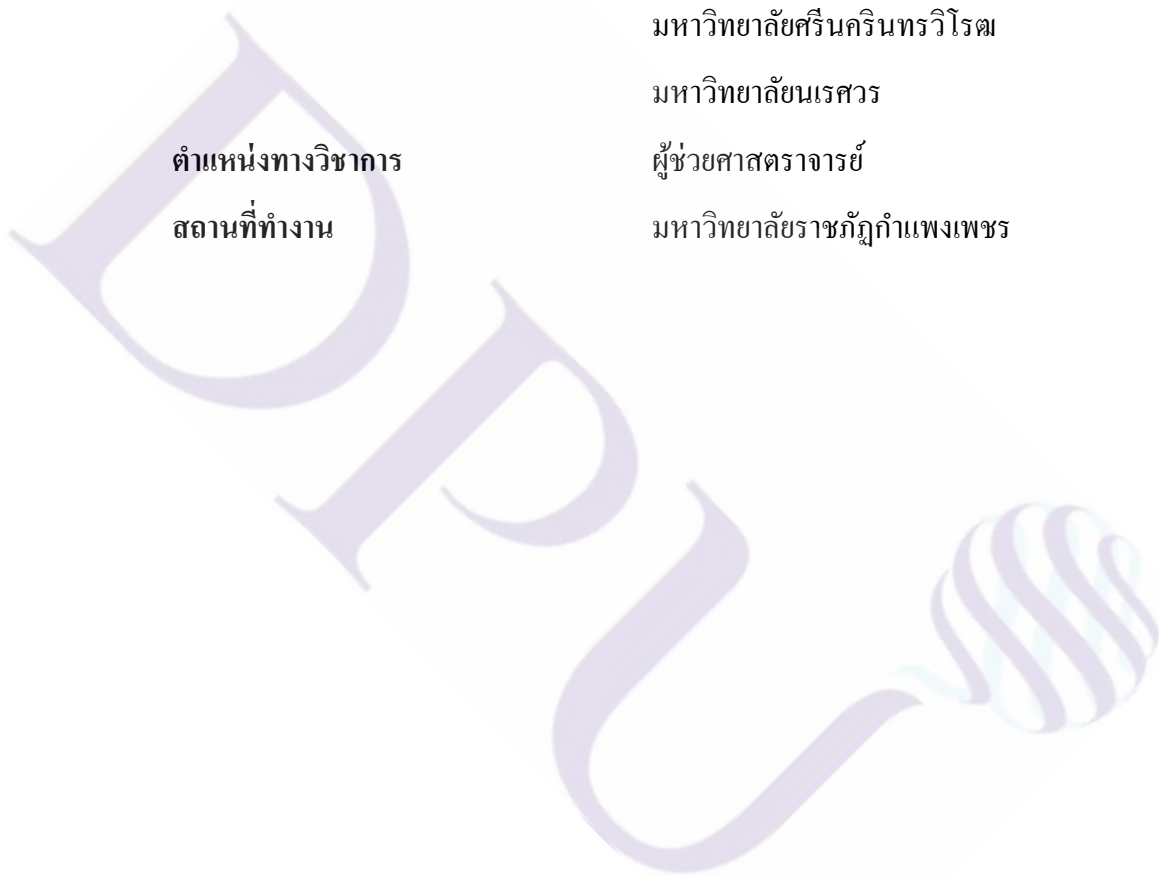 มหาวิทยาลัยศรีนครินทรวิโรฒ
มหาวิทยาลัยนเรศวร
ตำแหน่งทางวิชาการ ผู้ช่วยศาสตราจารย์
สถานที่ทำงาน มหาวิทยาลัยราชภัฏกำแพงเพชร
DPU